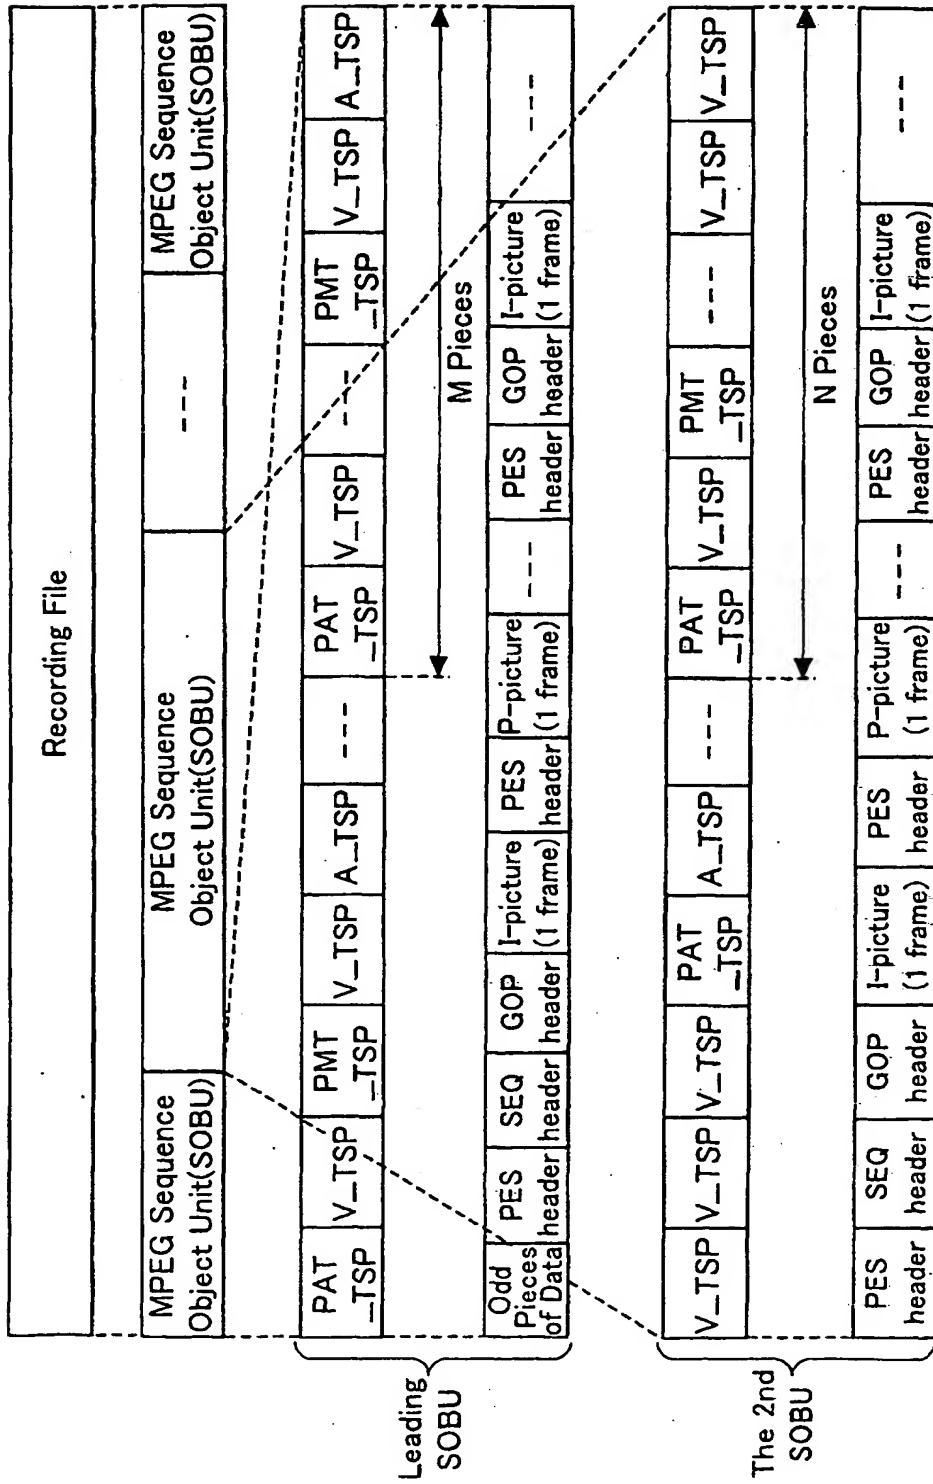 Recording File
MPEG Sequence
Object Unit(SOBU)
MPEG Sequence
Object Unit(SOBU)
---
MPEG Sequence
Object Unit(SOBU)
Leading
SOBU
PAT
_TSP
V_TSP
PMT
_TSP
V_TSP
A_TSP
---
PAT
_TSP
V_TSP
---
PMT
_TSP
V_TSP
A_TSP
M Pieces
Odd
Pieces
of Data
PES
header
SEQ
header
GOP
header
I-picture
(1 frame)
PES
header
P-picture
(1 frame)
---
PES
header
GOP
header
I-picture
(1 frame)
---
The 2nd
SOBU
V_TSP
V_TSP
V_TSP
PAT
_TSP
A_TSP
---
PAT
_TSP
V_TSP
PMT
_TSP
---
V_TSP
V_TSP
N Pieces
PES
header
SEQ
header
GOP
header
I-picture
(1 frame)
PES
header
P-picture
(1 frame)
---
PES
header
GOP
header
I-picture
(1 frame)
---